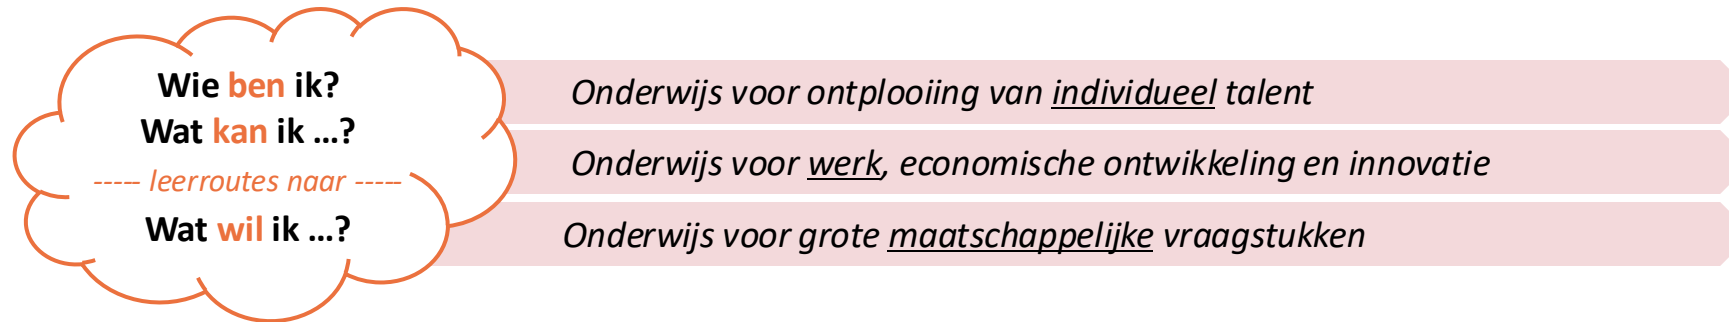 Wie ben ik?
Wat kan ik ...?
----- leerroutes naar -----
Wat wil ik ...?
Onderwijs voor ontplooiing van individueel talent
Onderwijs voor werk, economische ontwikkeling en innovatie
Onderwijs voor grote maatschappelijke vraagstukken